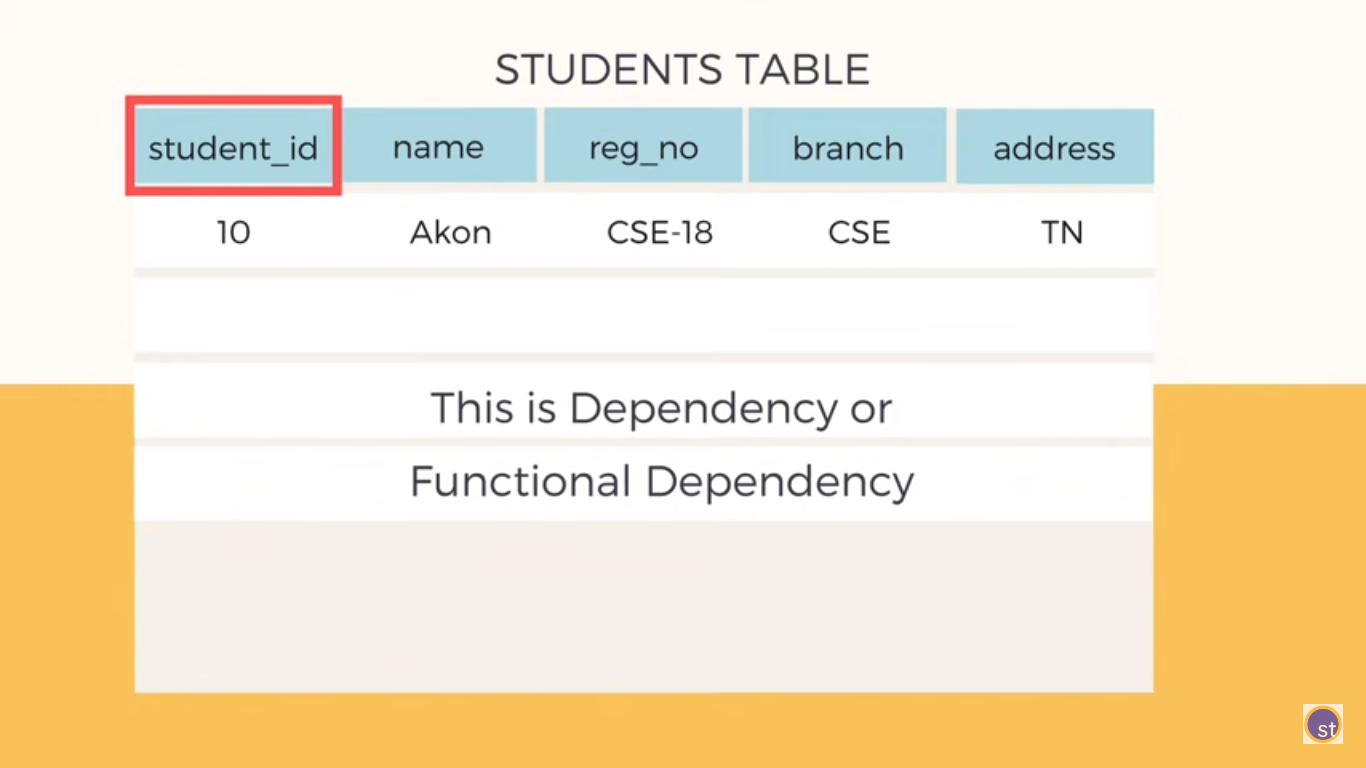 STUDENTS TABLE
student_id name reg_no branch address
10 Akon CSE-18 CSE TN
This is Dependency or
Functional Dependency
st